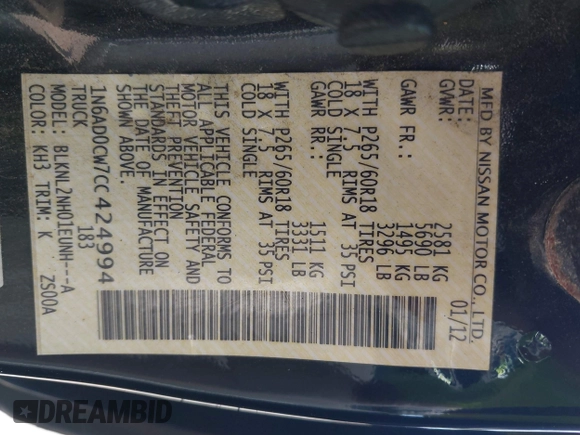 MFD BY NISSAN MOTOR CO., LTD.
DATE: 01/12
GVWR: 2581 KG
5690 LB
GAWR FR.: 1495 KG
3296 LB
WITH P265/60R18 TIRES
18 X 7.5 RIMS AT 35 PSI
COLD SINGLE
GAWR RR.: 1511 KG
3331 LB
WITH P265/60R18 TIRES
18 X 7.5 RIMS AT 35 PSI
COLD SINGLE
THIS VEHICLE CONFORMS TO
ALL APPLICABLE FEDERAL
MOTOR VEHICLE SAFETY AND
THEFT PREVENTION
STANDARDS IN EFFECT ON
THE DATE OF MANUFACTURE
SHOWN ABOVE.
1N6AD0CW7CC424994
TRUCK 183
MODEL: BLKNL2NH01EUNH---A
COLOR: KH3 TRIM: K ZS00A
DREAMBID